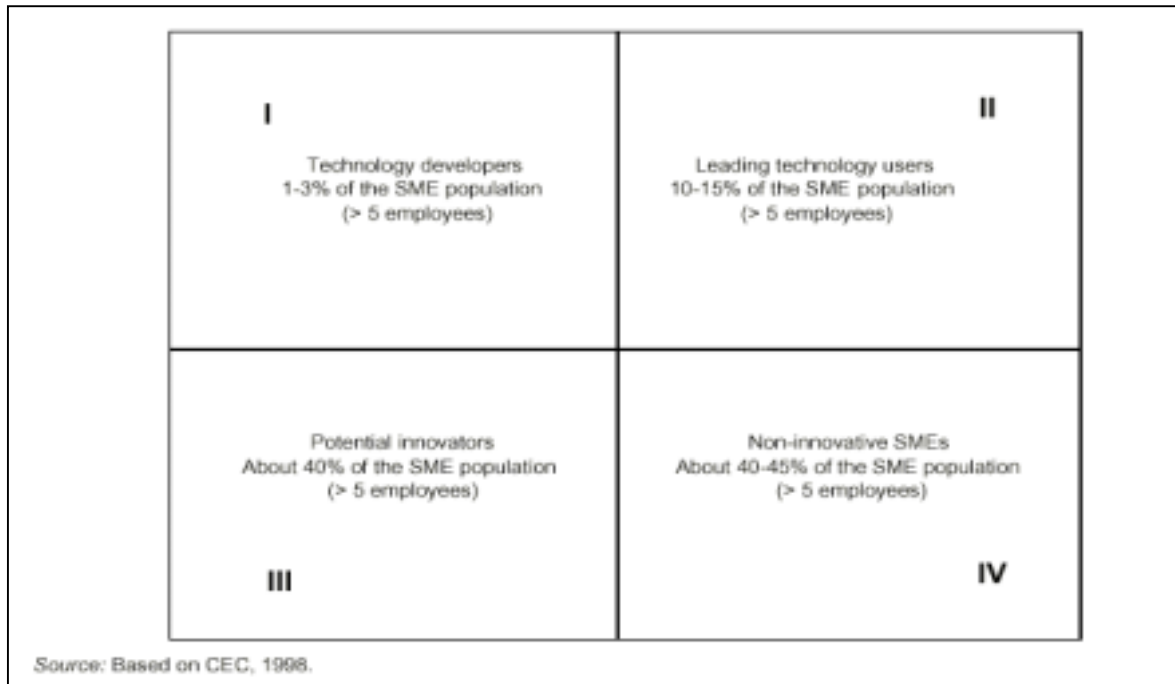 I
Technology developers
1-3% of the SME population
(> 5 employees)
II
Leading technology users
10-15% of the SME population
(> 5 employees)
Potential innovators
About 40% of the SME population
(> 5 employees)
III
Non-innovative SMEs
About 40-45% of the SME population
(> 5 employees)
IV
Source: Based on CEC, 1998.